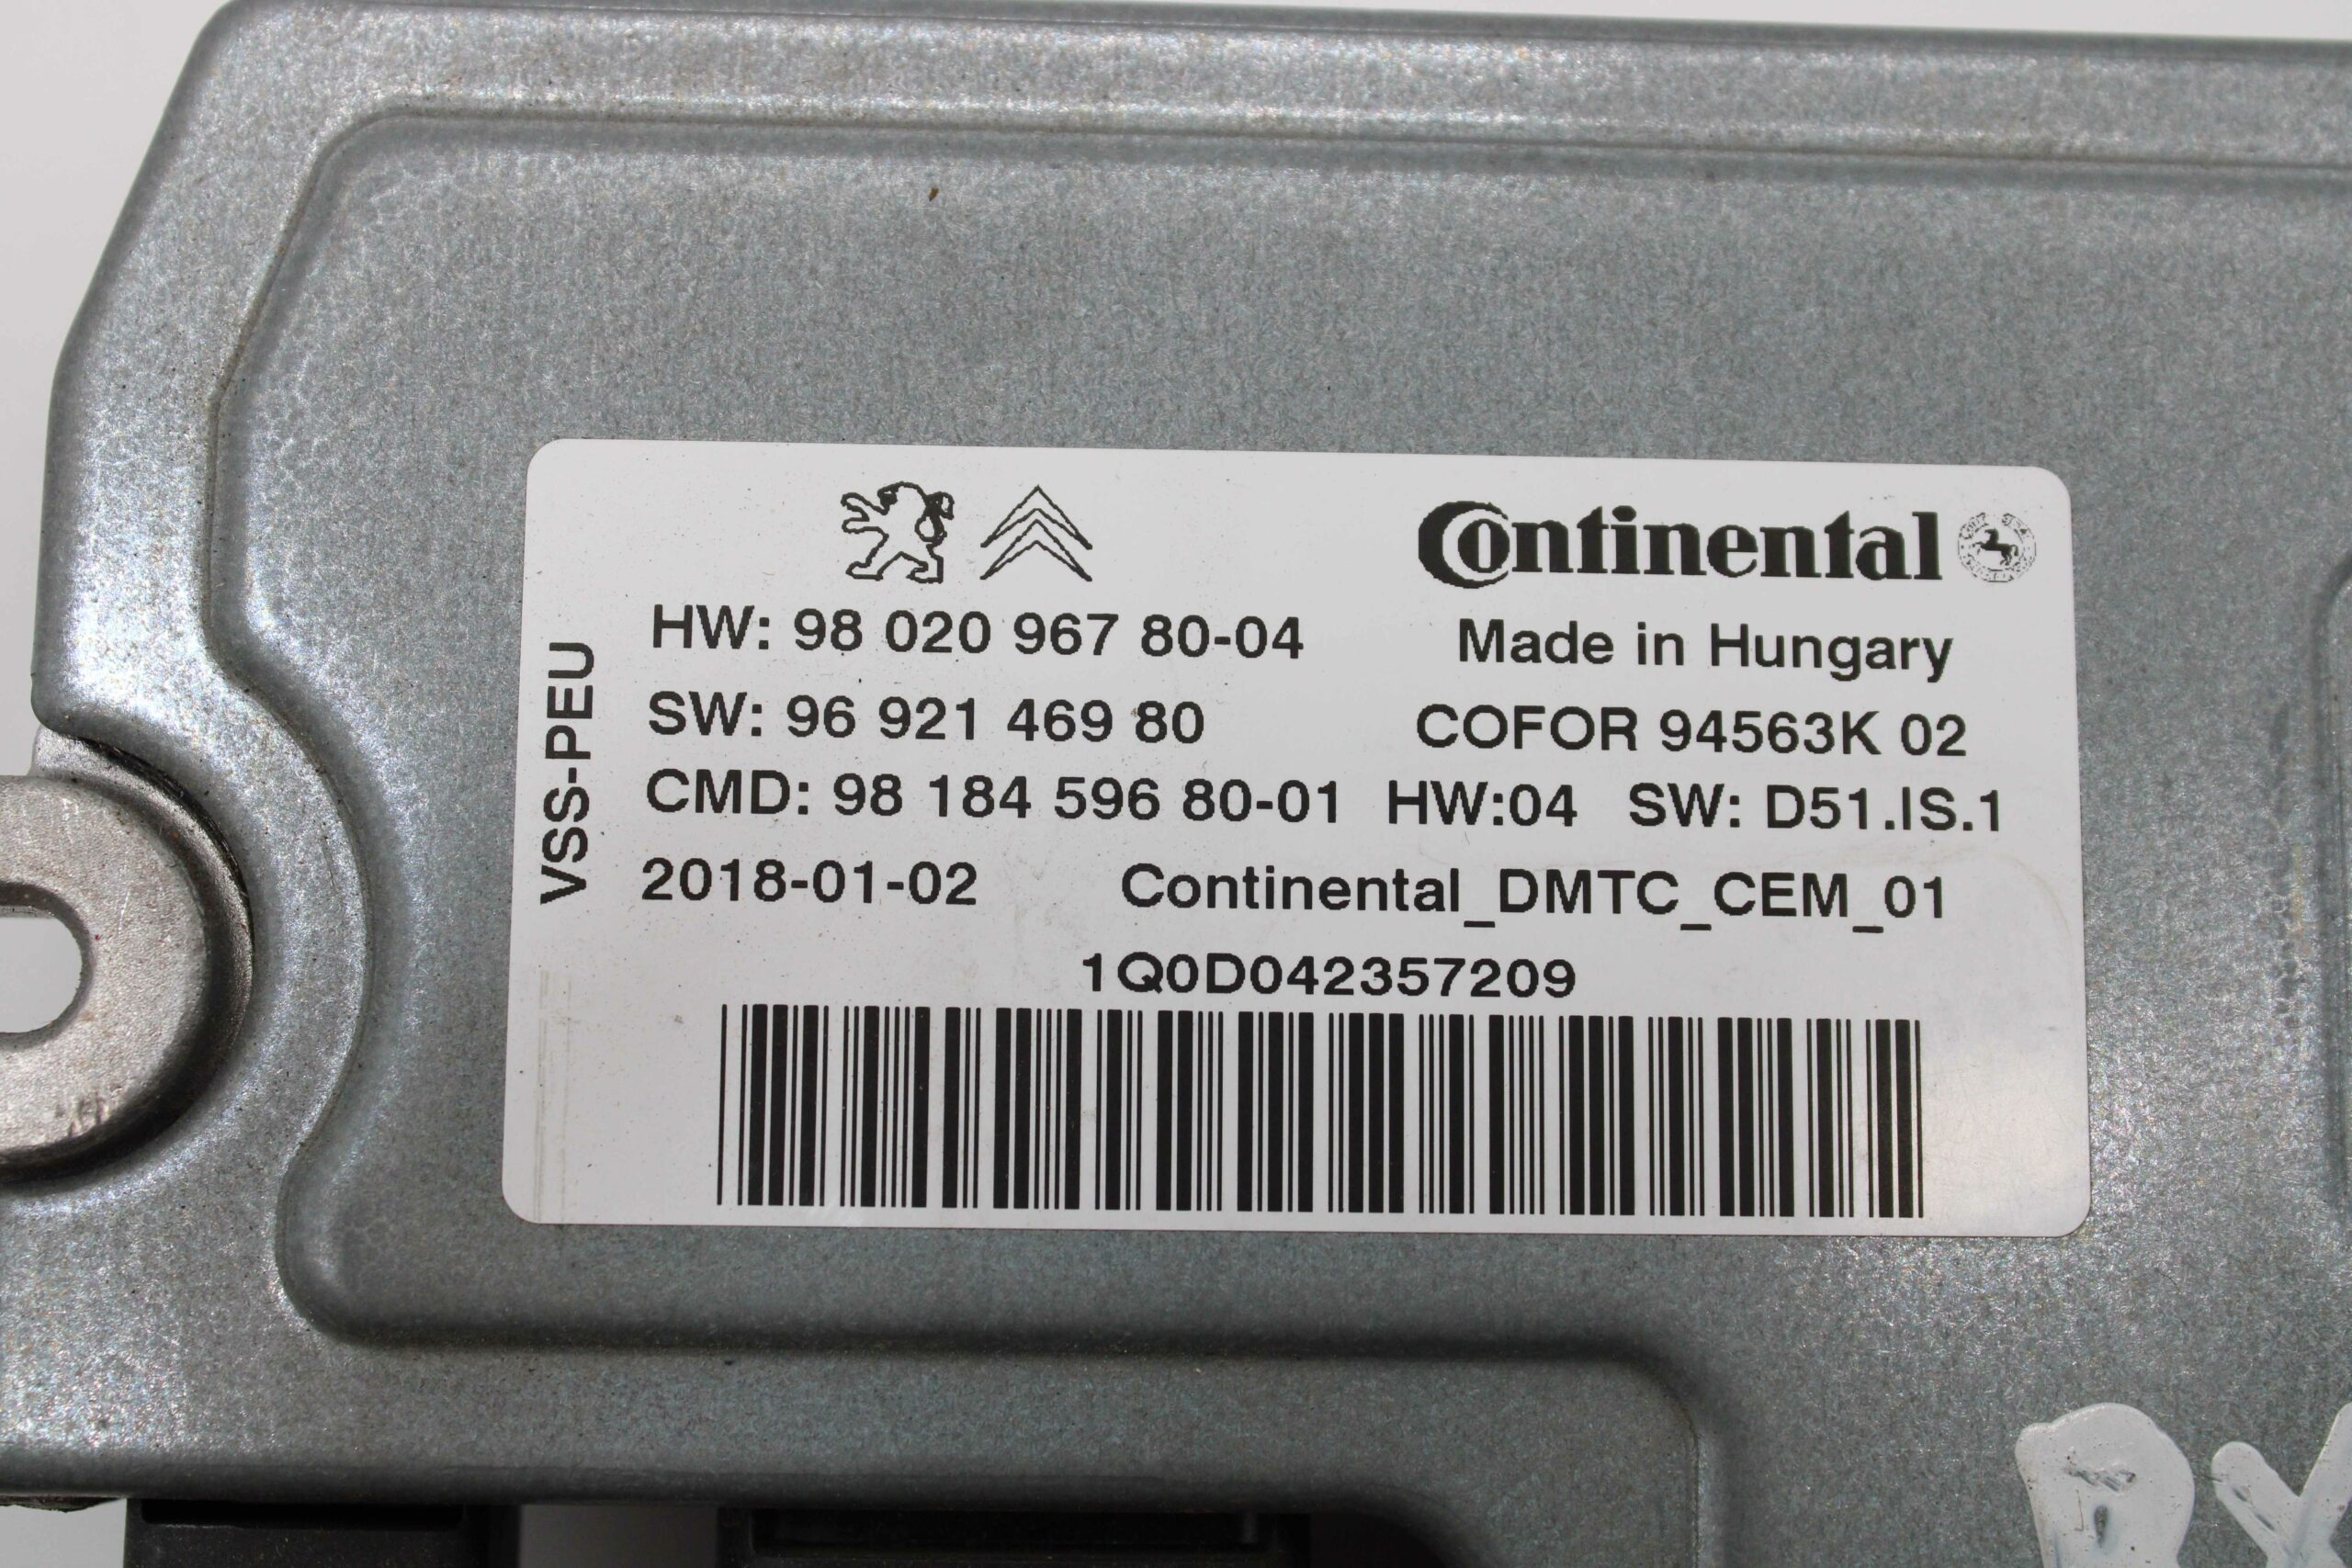 Continental
HW: 98 020 967 80-04
Made in Hungary
SW: 96 921 469 80
COFOR 94563K 02
CMD: 98 184 596 80-01 HW:04 SW: D51.IS.1
2018-01-02 Continental_DMTC_CEM_01
1Q0D042357209
VSS-PEU